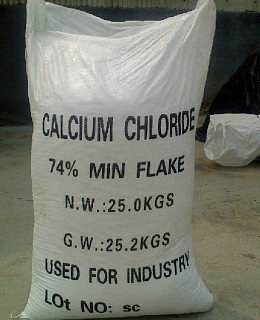 CALCIUM CHLORIDE
74% MIN FLAKE
N.W.:25.0KGS
G.W.:25.2KGS
USED FOR INDUSTRY
LOt NO: sc